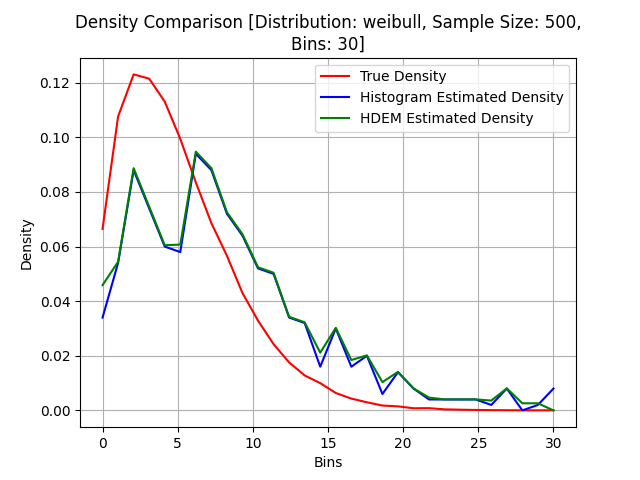 Density Comparison [Distribution: weibull, Sample Size: 500,
Bins: 30]
True Density
Histogram Estimated Density
HDEM Estimated Density
Density
0.12
0.10
0.08
0.06
0.04
0.02
0.00
0 5 10 15 20 25 30
Bins